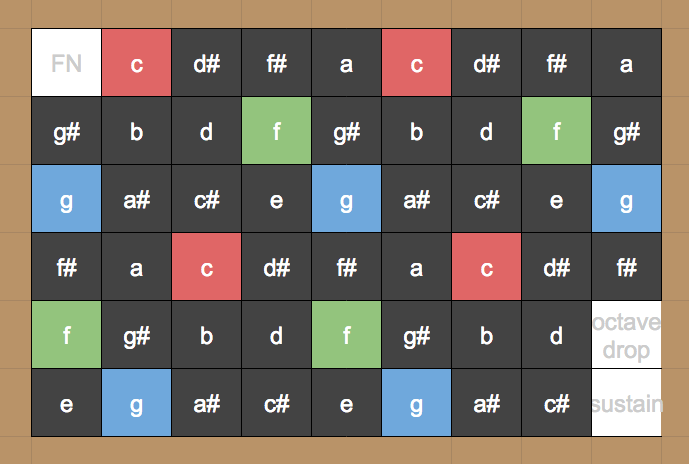 FN c d# f# a c d# f# a
g# b d f g# b d f g#
g a# c# e g a# c# e g
f# a c d# f# a c d# f#
f g# b d f g# b d octave
drop
e g a# c# e g a# c# sustain